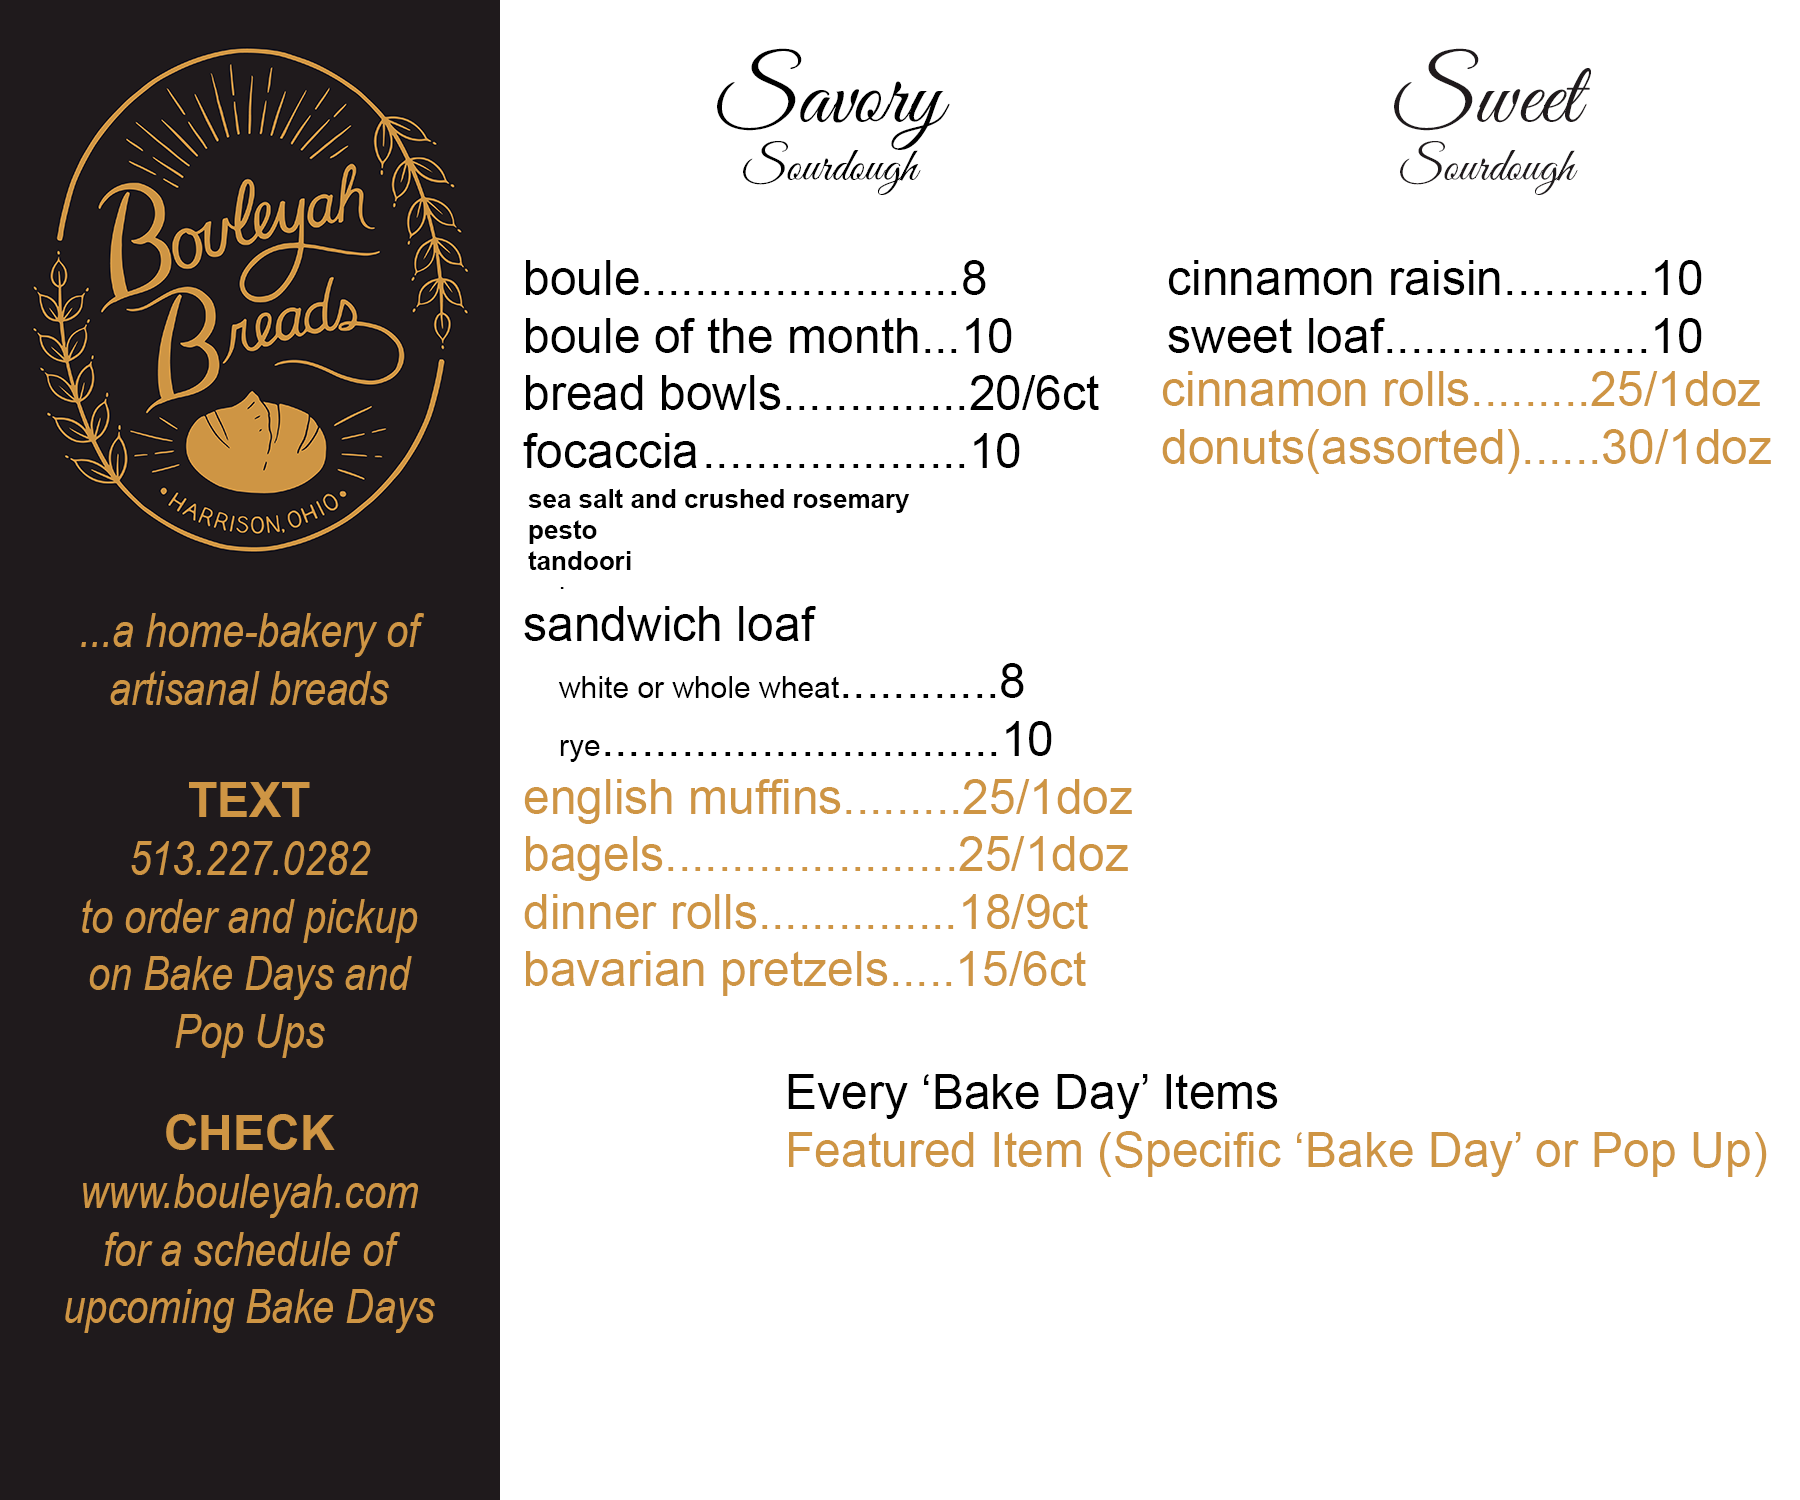 Bouleyah
Breads
• HARRISON, OHIO •
...a home-bakery of
artisanal breads
TEXT
513.227.0282
to order and pickup
on Bake Days and
Pop Ups
CHECK
www.bouleyah.com
for a schedule of
upcoming Bake Days
Savory
Sourdough
boule........................8
boule of the month...10
bread bowls..............20/6ct
focaccia....................10
sea salt and crushed rosemary
pesto
tandoori
.
sandwich loaf
white or whole wheat............8
rye..............................10
english muffins.........25/1doz
bagels......................25/1doz
dinner rolls...............18/9ct
bavarian pretzels.....15/6ct
Sweet
Sourdough
cinnamon raisin...........10
sweet loaf....................10
cinnamon rolls.........25/1doz
donuts(assorted)......30/1doz
Every ‘Bake Day’ Items
Featured Item (Specific ‘Bake Day’ or Pop Up)